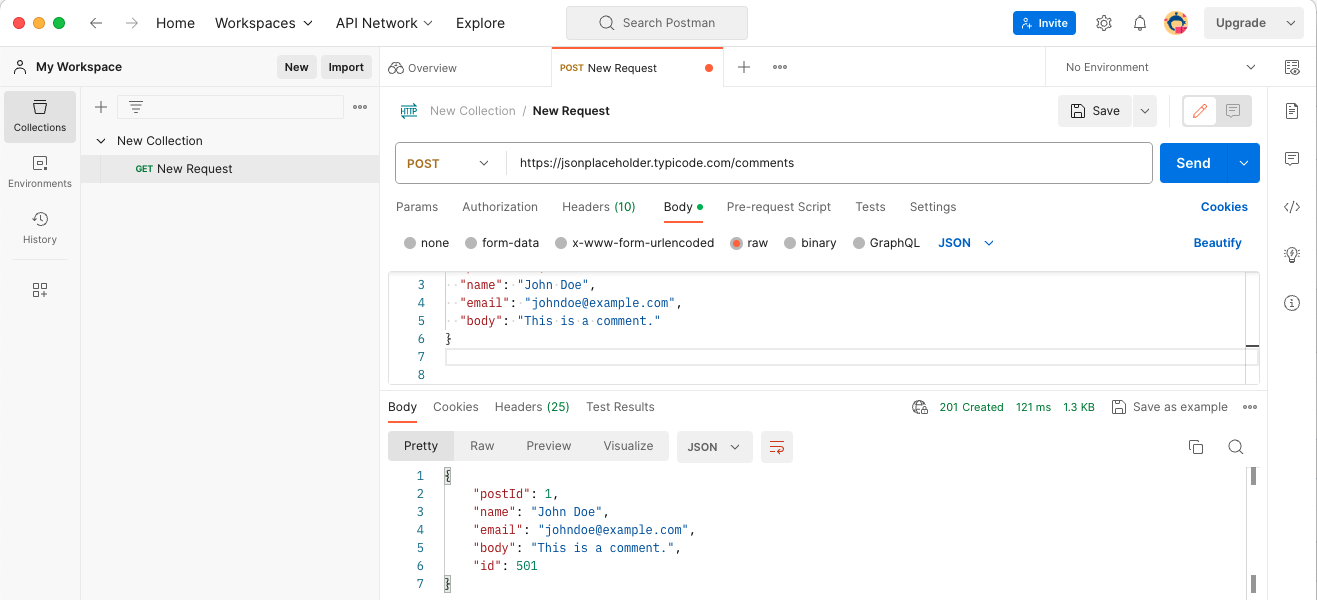 Home Workspaces API Network Explore Search Postman Invite Upgrade
My Workspace New Import Overview POST New Request No Environment
Collections
Environments
History
New Collection
GET New Request
HTTP New Collection / New Request Save
POST https://jsonplaceholder.typicode.com/comments Send
Params Authorization Headers (10) Body Pre-request Script Tests Settings Cookies
none form-data x-www-form-urlencoded raw binary GraphQL JSON Beautify
3 "name": "John Doe",
4 "email": "johndoe@example.com",
5 "body": "This is a comment."
6 }
7
8
Body Cookies Headers (25) Test Results 201 Created 121 ms 1.3 KB Save as example
Pretty Raw Preview Visualize JSON
1 {
2 "postId": 1,
3 "name": "John Doe",
4 "email": "johndoe@example.com",
5 "body": "This is a comment.",
6 "id": 501
7 }